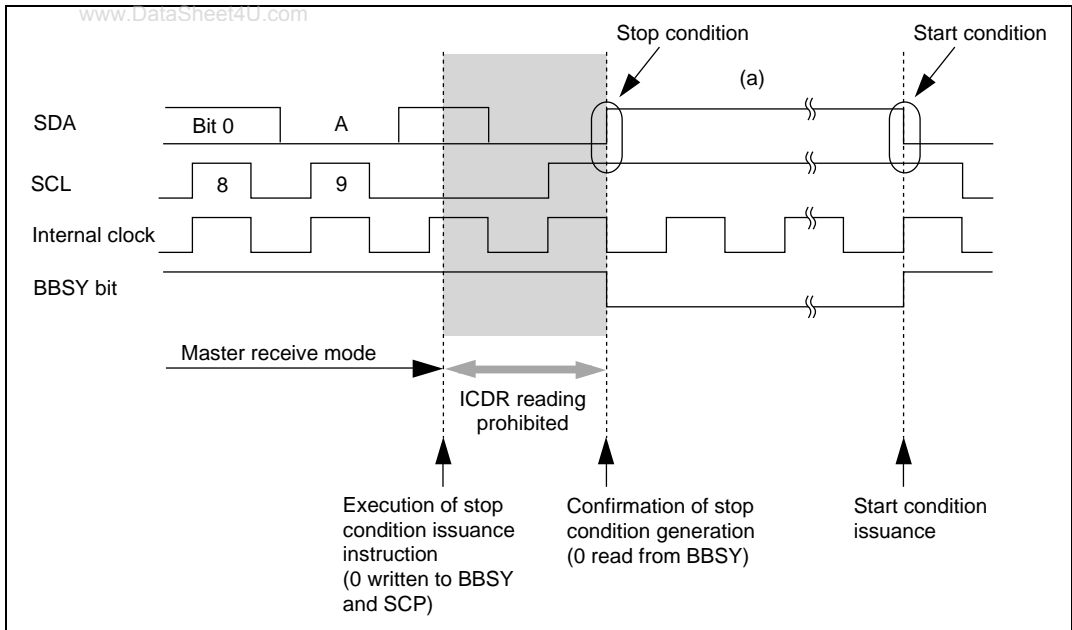 www.DataSheet4U.com
Stop condition
Start condition
(a)
SDA
Bit 0
A
SCL
8
9
Internal clock
BBSY bit
Master receive mode
ICDR reading
prohibited
Execution of stop
condition issuance
instruction
(0 written to BBSY
and SCP)
Confirmation of stop
condition generation
(0 read from BBSY)
Start condition
issuance